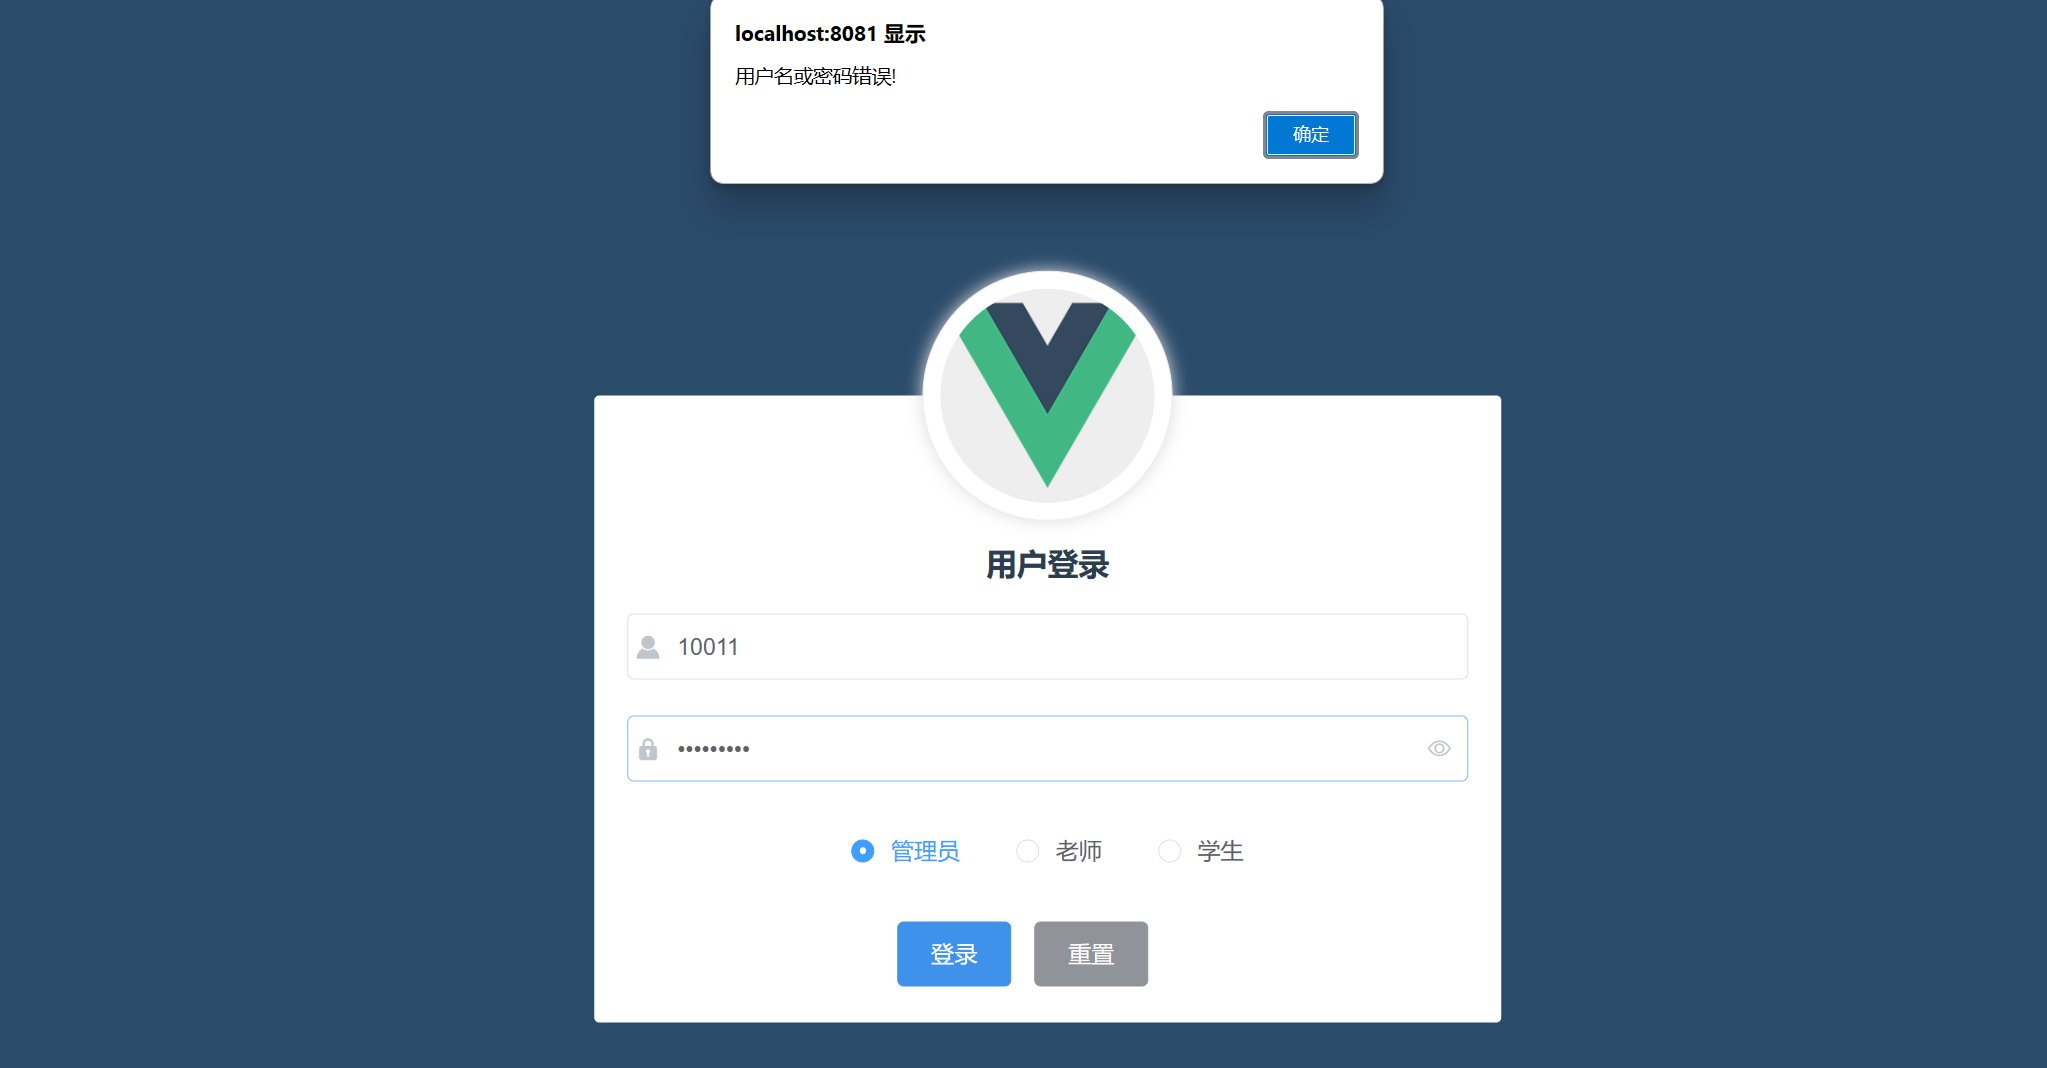 localhost:8081 显示
用户名或密码错误!
确定
用户登录
10011
•••••••••
管理员 老师 学生
登录 重置